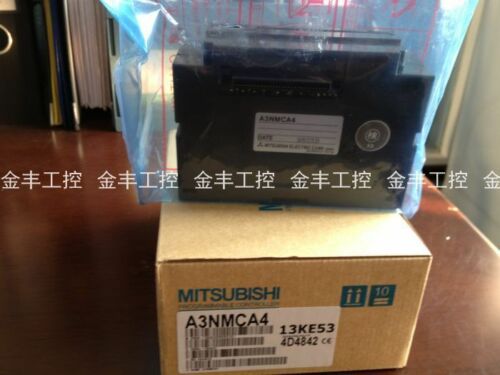 A3NMCA4
DATE
MITSUBISHI ELECTRIC CORP.
金丰工控 金丰工控 金丰工控 金丰工控 金丰工控
MITSUBISHI
PROGRAMMABLE CONTROLLER
10
A3NMCA4
13KE53
4D4842 CE